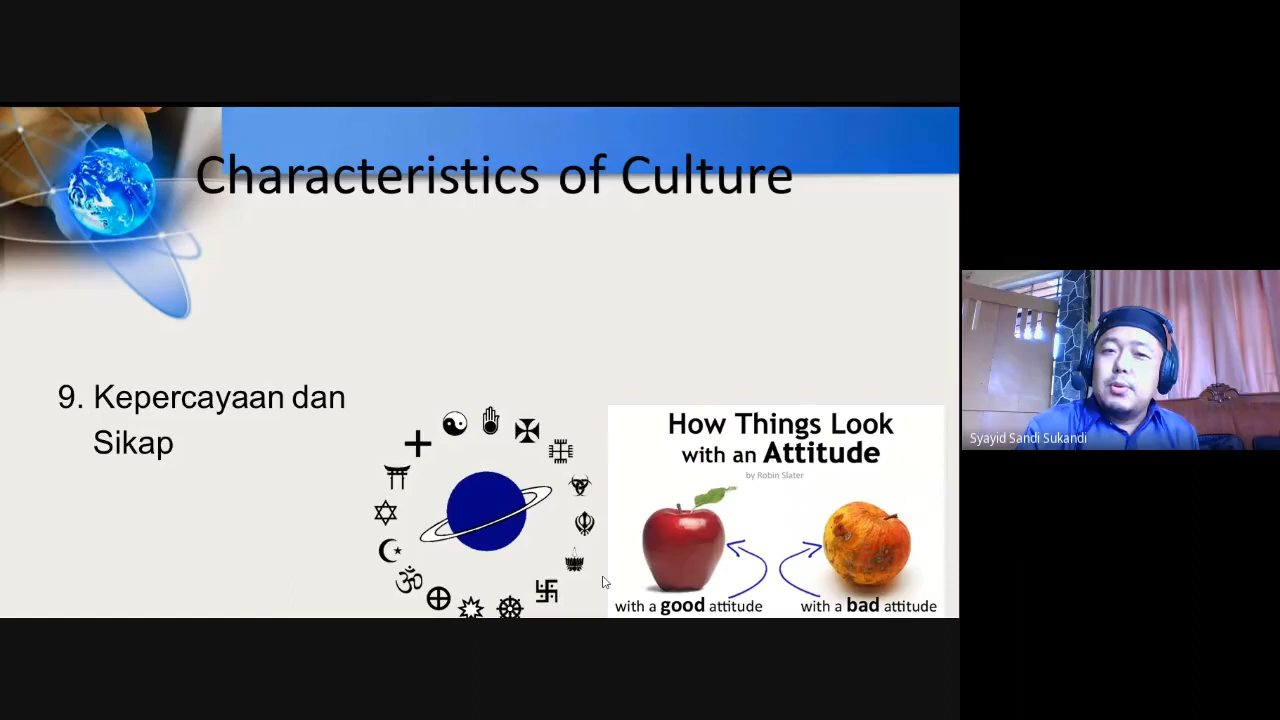 Characteristics of Culture
9. Kepercayaan dan
Sikap
How Things Look
with an Attitude
by Robin Slater
with a good attitude
with a bad attitude
Syayid Sandi Sukandi